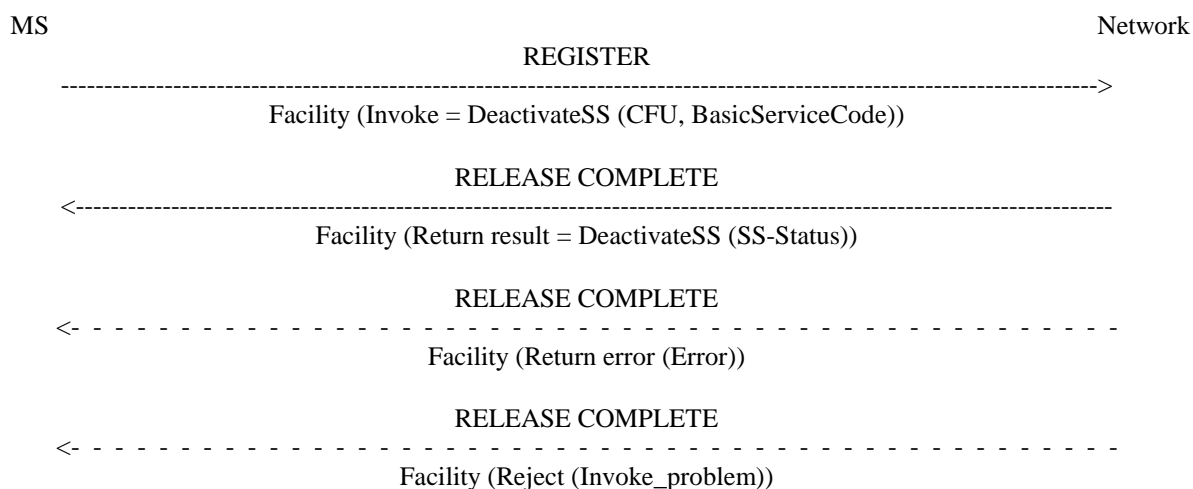 MS Network
REGISTER
Facility (Invoke = DeactivateSS (CFU, BasicServiceCode))
RELEASE COMPLETE
Facility (Return result = DeactivateSS (SS-Status))
RELEASE COMPLETE
Facility (Return error (Error))
RELEASE COMPLETE
Facility (Reject (Invoke_problem))